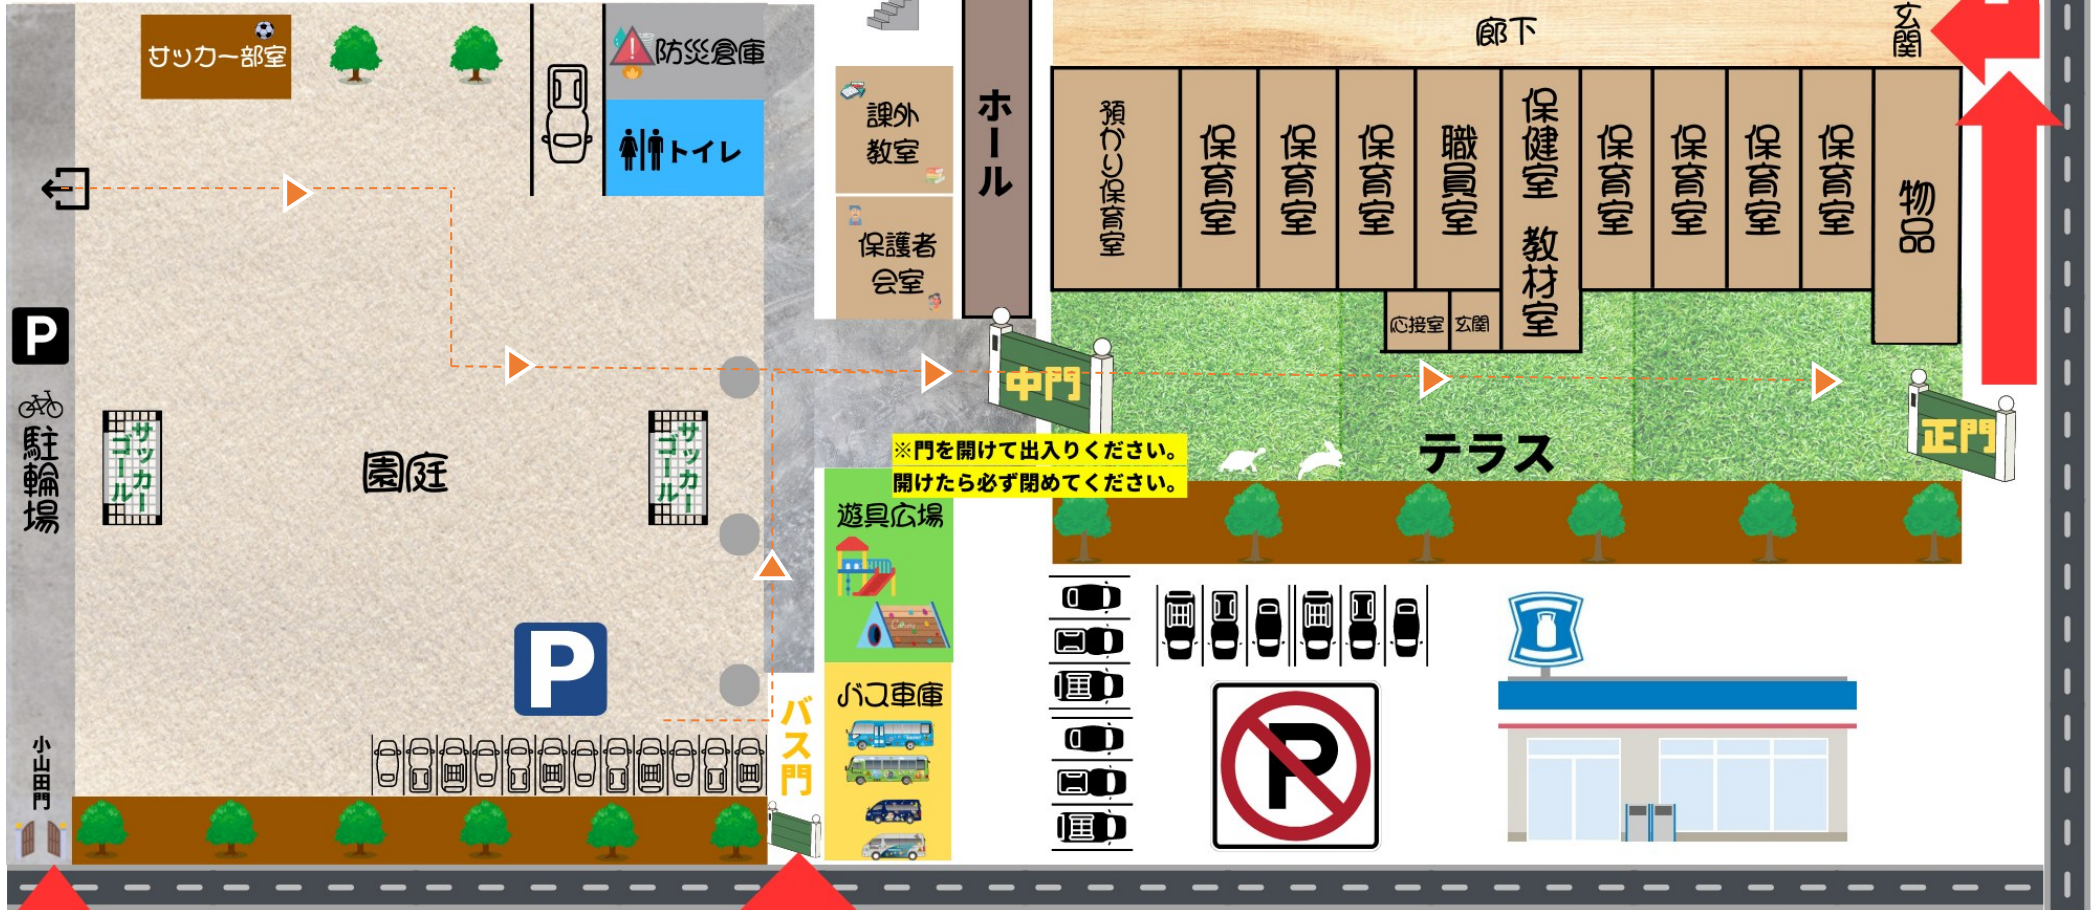 サッカー部室
防災倉庫
トイレ
課外
教室
保護者
会室
ホール
廊下
玄関
預かり保育室
保育室
保育室
保育室
職員室
保健室 教材室
保育室
保育室
保育室
保育室
物品
応接室
玄関
P
駐輪場
サッカー
ゴール
園庭
サッカー
ゴール
中門
正門
※門を開けて出入りください。
開けたら必ず閉めてください。
テラス
遊具広場
P
バス車庫
バス門
小山田門
P